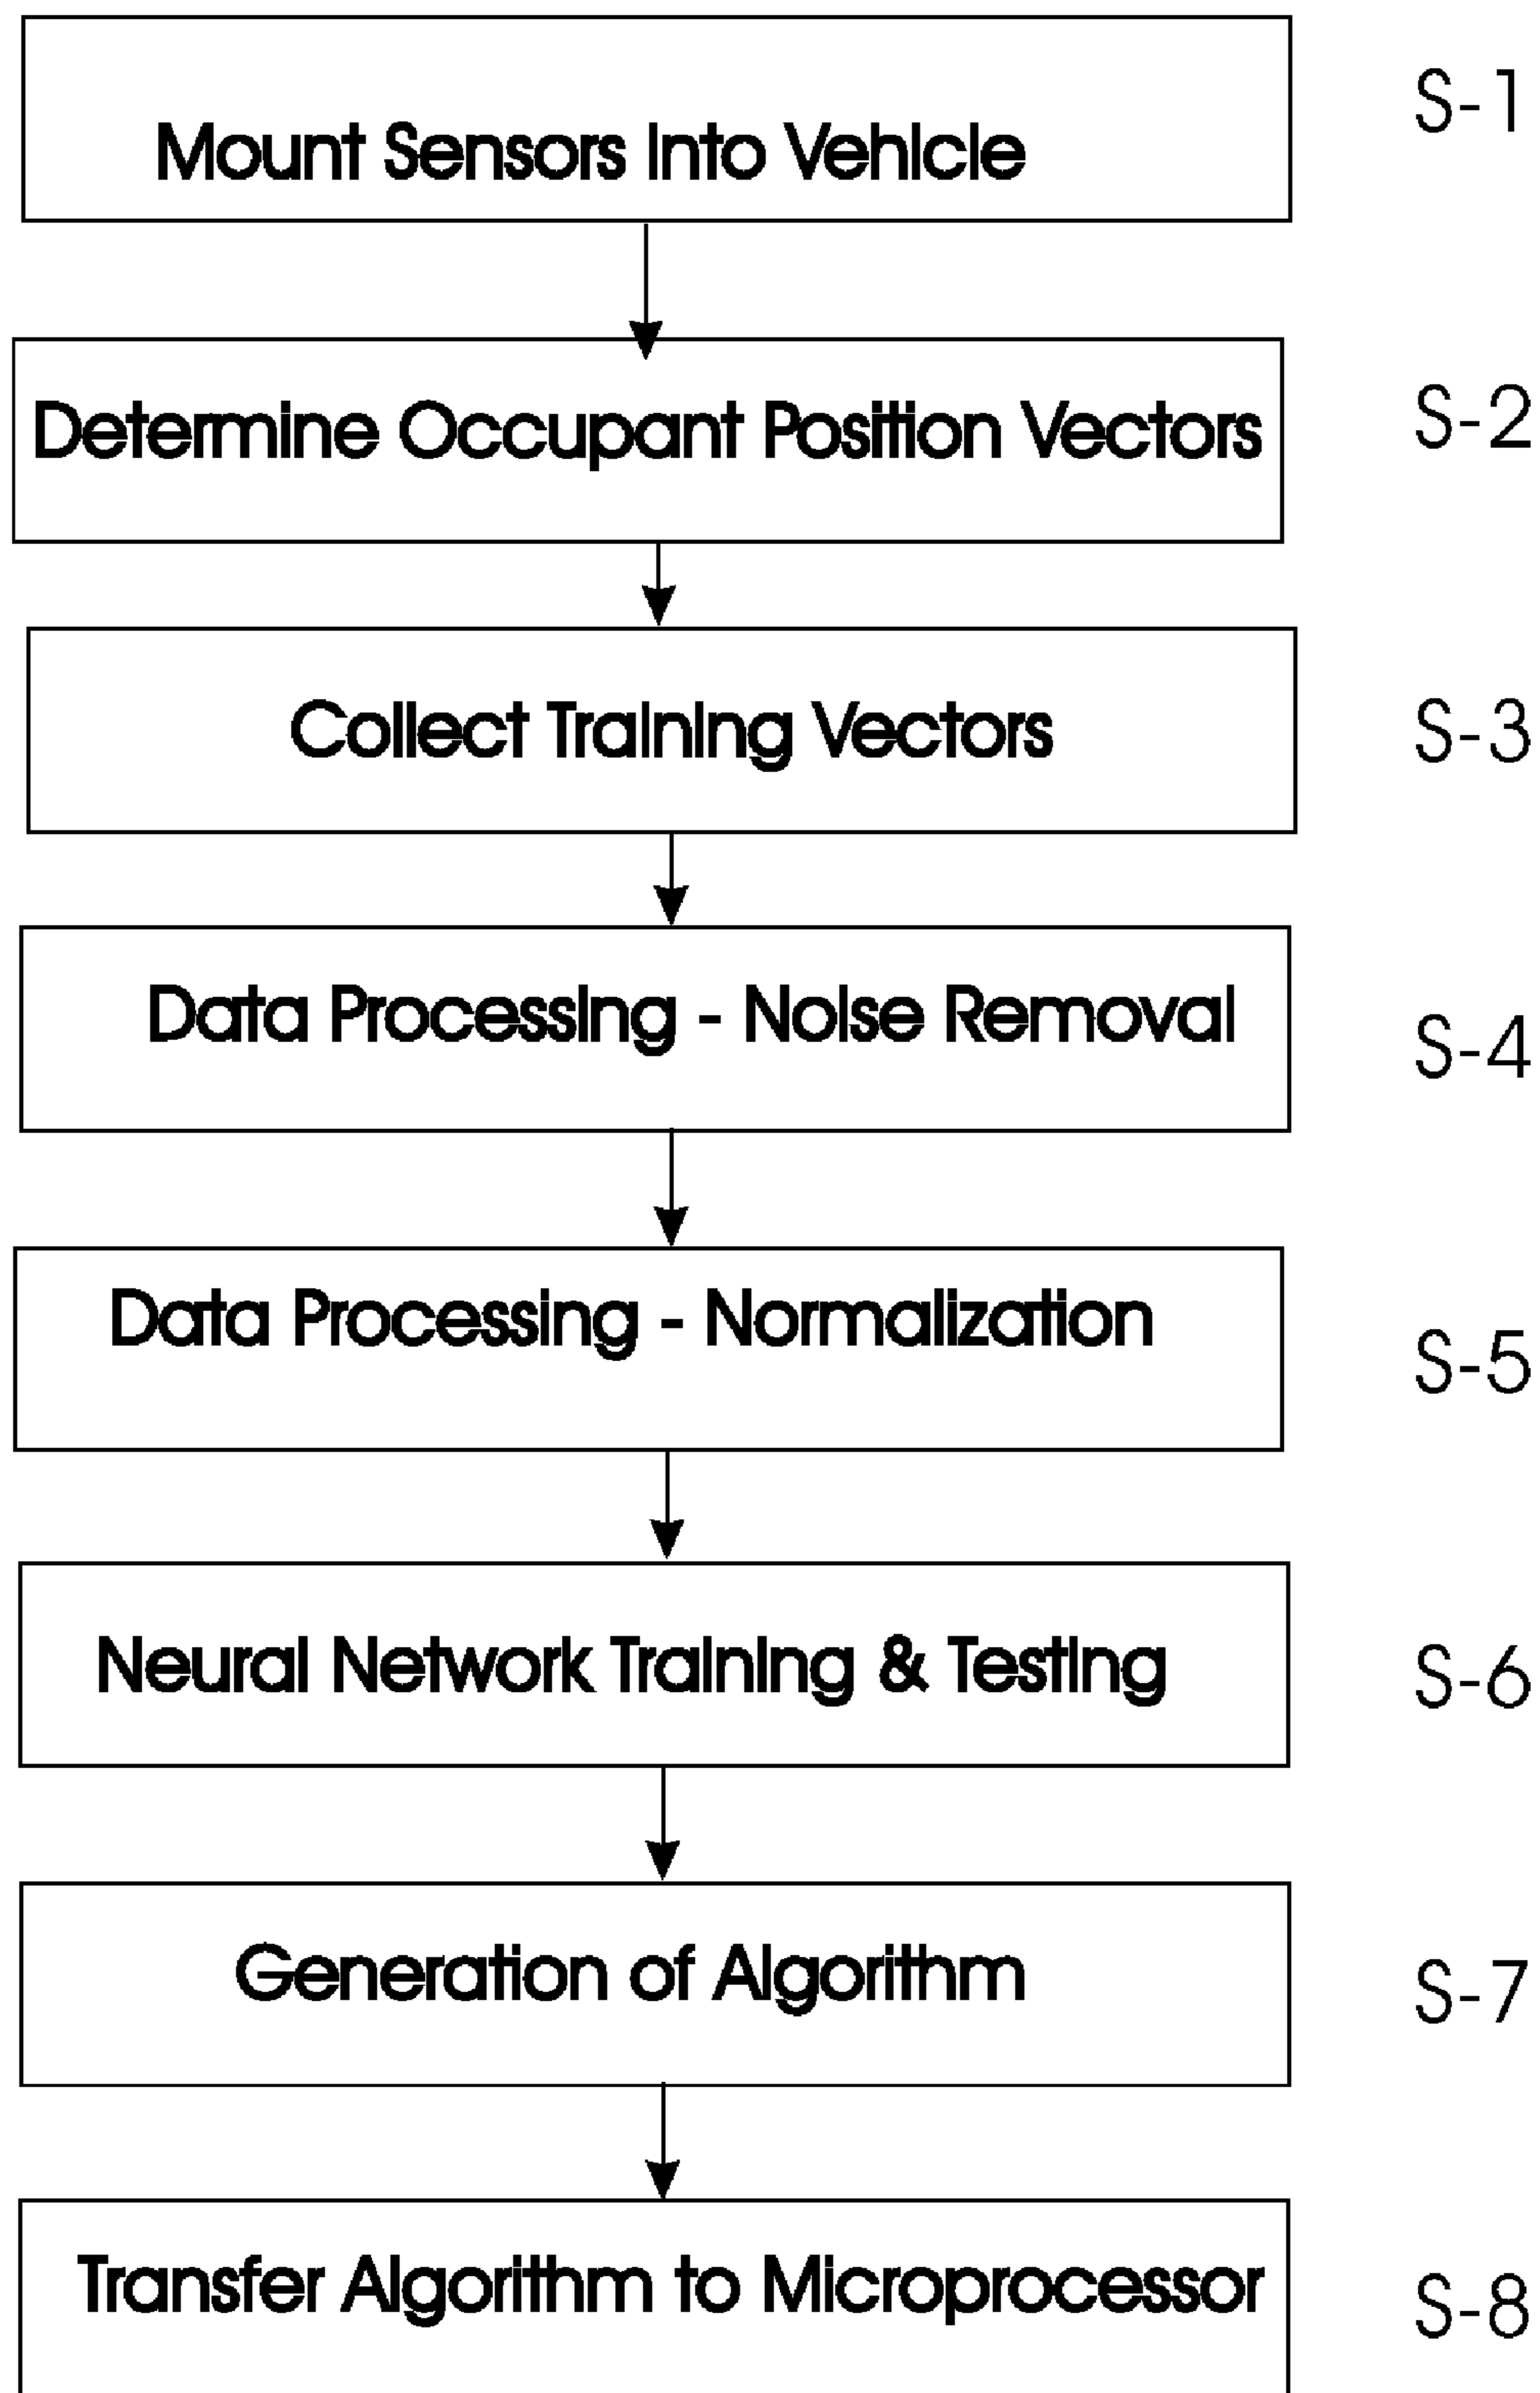 Mount Sensors Into Vehicle
S-1
Determine Occupant Position Vectors
S-2
Collect Training Vectors
S-3
Data Processing - Noise Removal
S-4
Data Processing - Normalization
S-5
Neural Network Training & Testing
S-6
Generation of Algorithm
S-7
Transfer Algorithm to Microprocessor
S-8